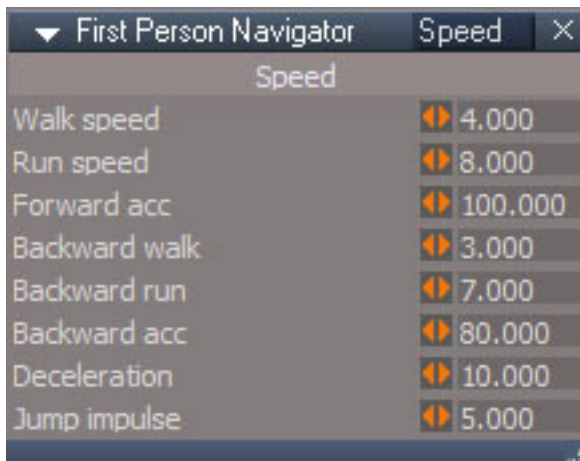 First Person Navigator Speed
Speed
Walk speed 4.000
Run speed 8.000
Forward acc 100.000
Backward walk 3.000
Backward run 7.000
Backward acc 80.000
Deceleration 10.000
Jump impulse 5.000